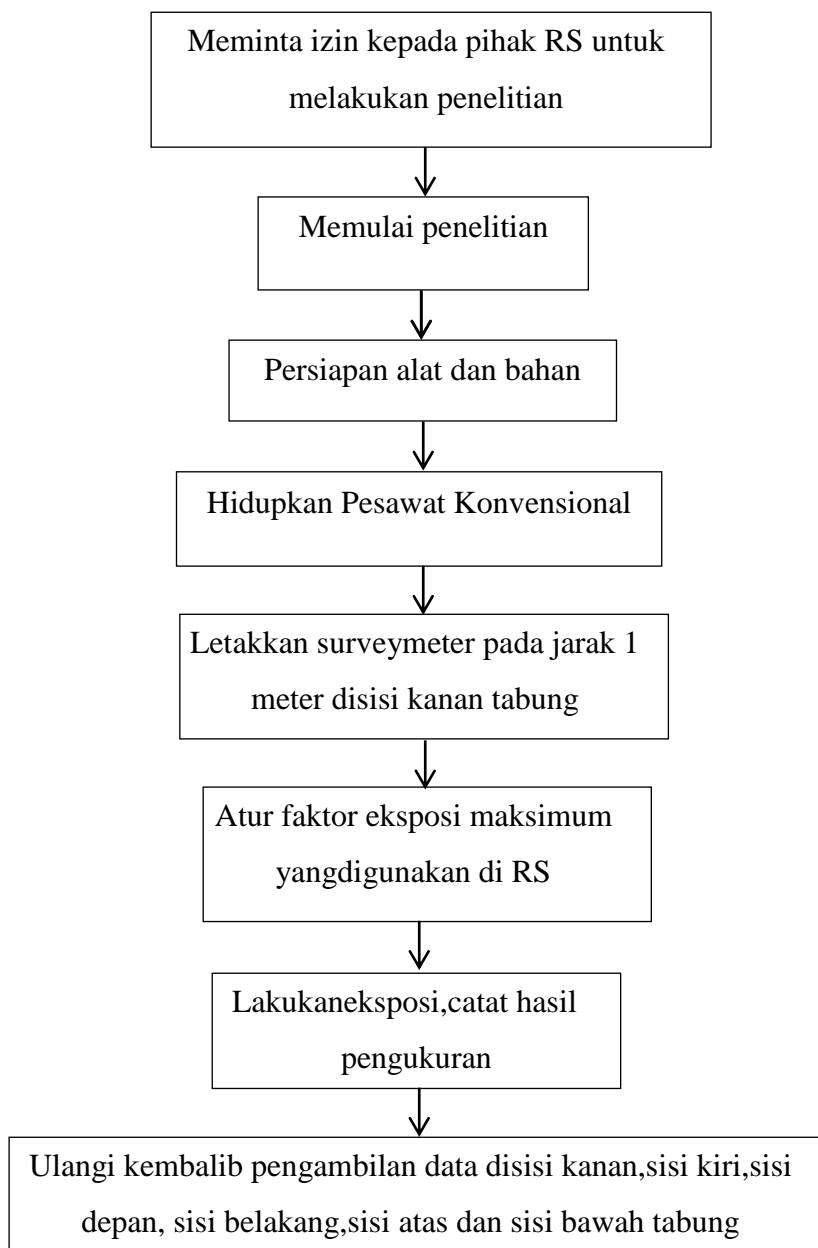 Meminta izin kepada pihak RS untuk
melakukan penelitian
Memulai penelitian
Persiapan alat dan bahan
Hidupkan Pesawat Konvensional
Letakkan surveymeter pada jarak 1
meter disisi kanan tabung
Atur faktor eksposi maksimum
yangdigunakan di RS
Lakukaneksposi,catat hasil
pengukuran
Ulangi kembalib pengambilan data disisi kanan,sisi kiri,sisi
depan, sisi belakang,sisi atas dan sisi bawah tabung